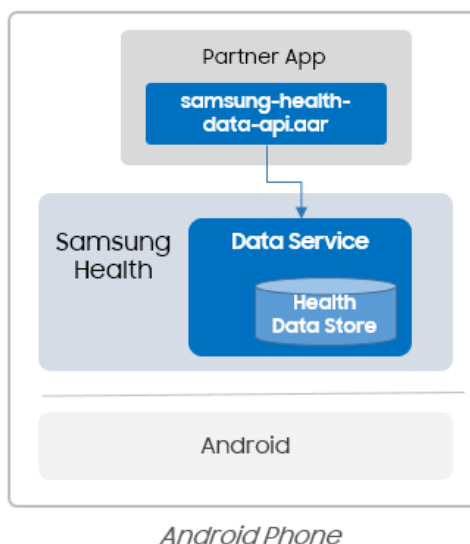 Partner App
samsung-health-
data-api.aar
Samsung
Health
Data Service
Health
Data Store
Android
Android Phone